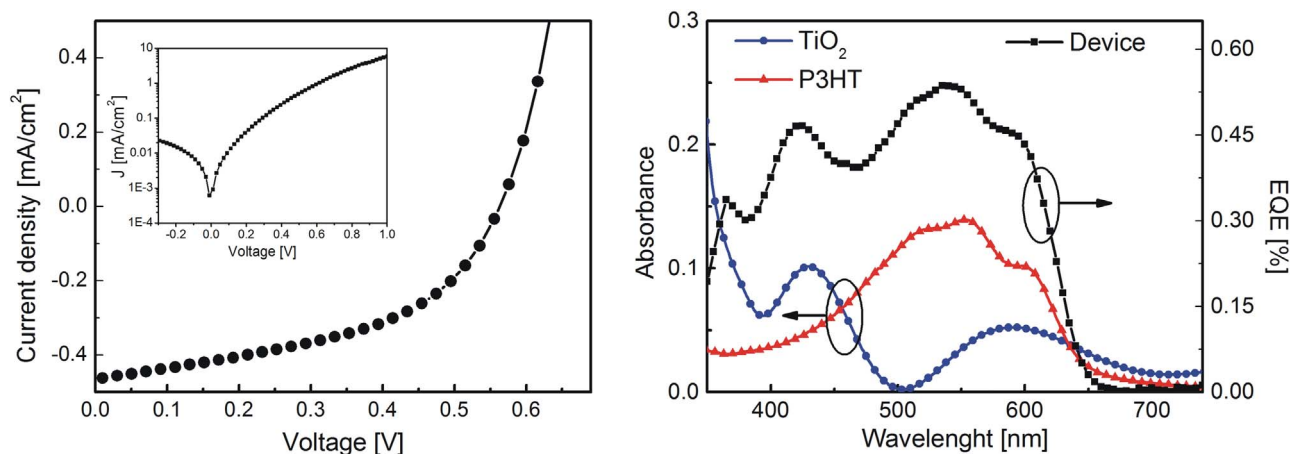 Current density [mA/cm²]
0.4
0.2
0.0
-0.2
-0.4
0.0 0.1 0.2 0.3 0.4 0.5 0.6
Voltage [V]
J [mA/cm²]
10
1
0.1
0.01
1E-3
1E-4
-0.2 0.0 0.2 0.4 0.6 0.8 1.0
Voltage [V]
Absorbance
0.3
0.2
0.1
0.0
TiO₂
P3HT
Device
0.60
0.45
0.30
0.15
0.00
EQE [%]
400 500 600 700
Wavelenght [nm]